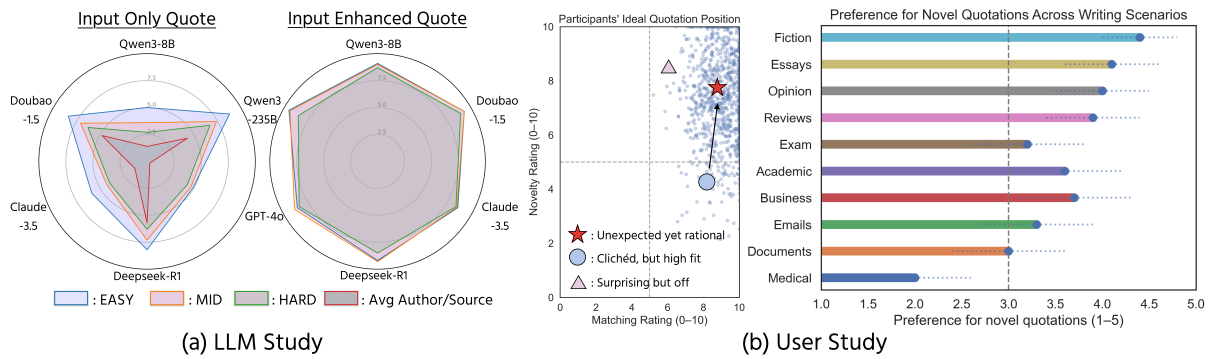 Input Only Quote
Qwen3-8B
Doubao
-1.5
Qwen3
-235B
Claude
-3.5
GPT-4o
Deepseek-R1
7.5
5.0
2.5
Input Enhanced Quote
Qwen3-8B
Doubao
-1.5
Claude
-3.5
Deepseek-R1
7.5
5.0
2.5
: EASY
: MID
: HARD
: Avg Author/Source
(a) LLM Study
Participants' Ideal Quotation Position
Novelty Rating (0–10)
10
8
6
4
2
0
: Unexpected yet rational
: Clichéd, but high fit
: Surprising but off
0 2 4 6 8 10
Matching Rating (0–10)
Preference for Novel Quotations Across Writing Scenarios
Fiction
Essays
Opinion
Reviews
Exam
Academic
Business
Emails
Documents
Medical
1.0 1.5 2.0 2.5 3.0 3.5 4.0 4.5 5.0
Preference for novel quotations (1–5)
(b) User Study